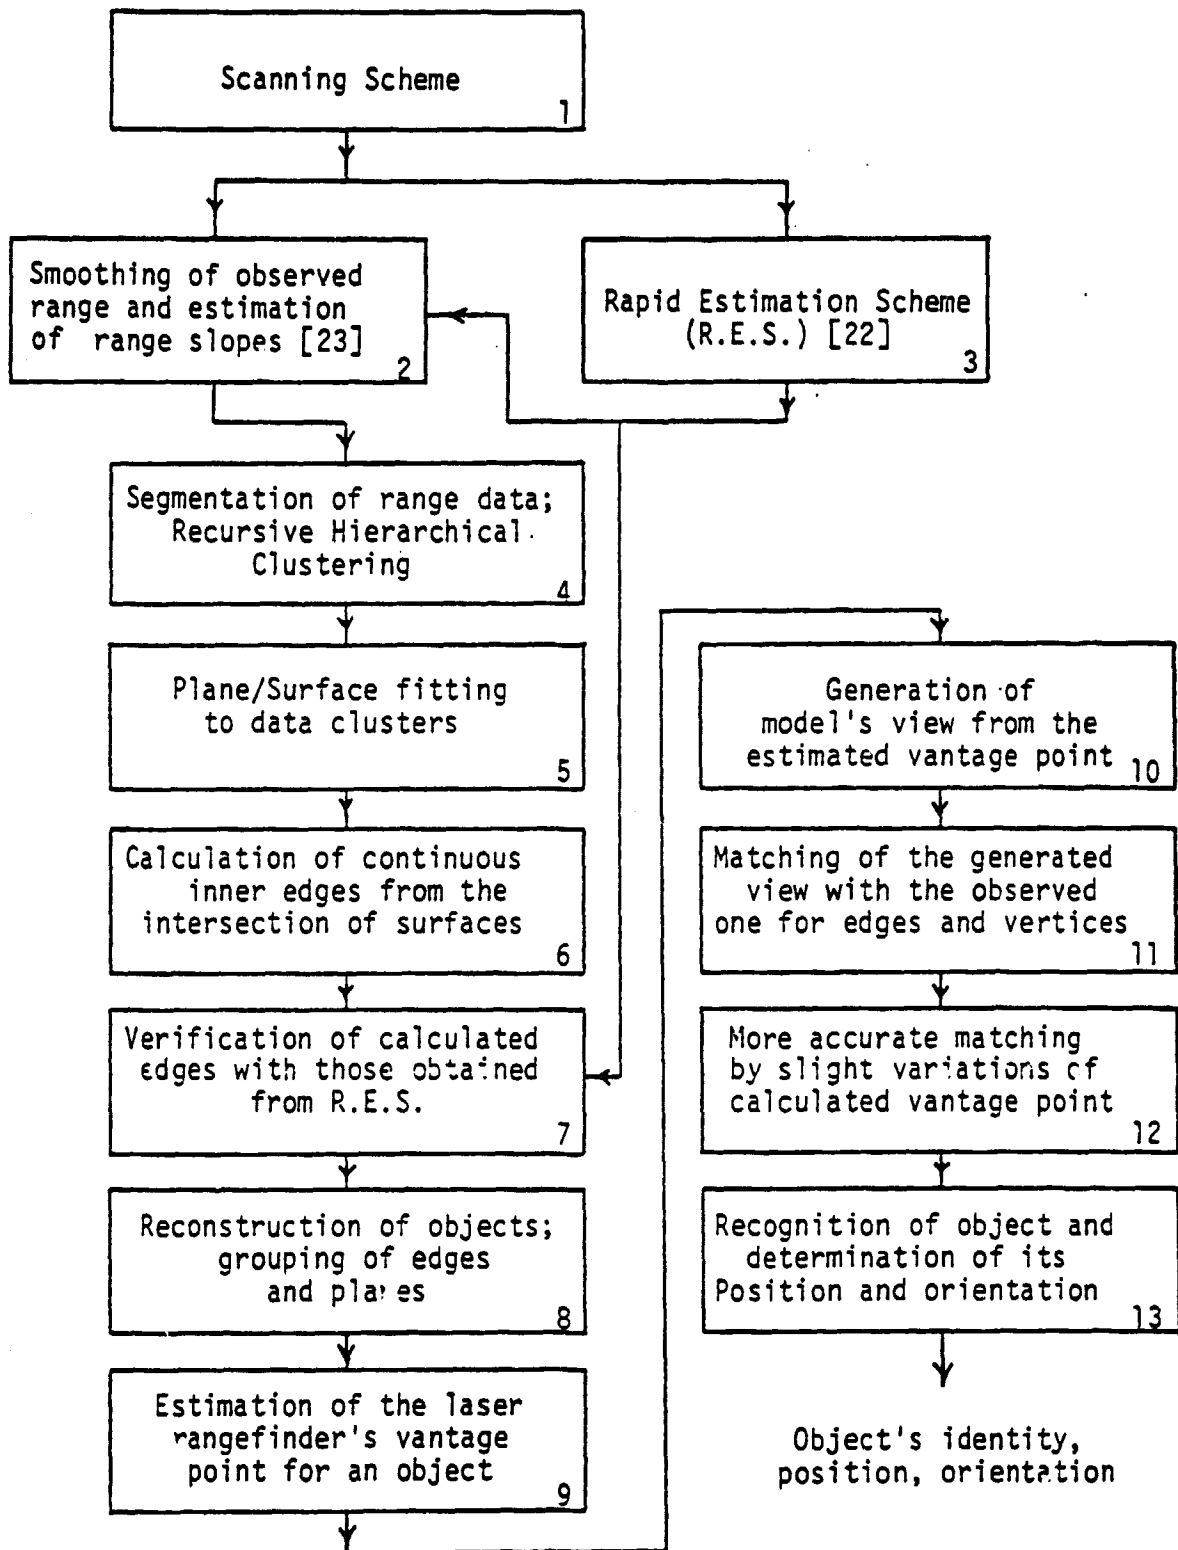 Scanning Scheme
1
Smoothing of observed
range and estimation
of range slopes [23]
2
Rapid Estimation Scheme
(R.E.S.) [22]
3
Segmentation of range data;
Recursive Hierarchical
Clustering
4
Plane/Surface fitting
to data clusters
5
Calculation of continuous
inner edges from the
intersection of surfaces
6
Verification of calculated
edges with those obtained
from R.E.S.
7
Reconstruction of objects;
grouping of edges
and planes
8
Estimation of the laser
rangefinder's vantage
point for an object
9
Generation of
model's view from the
estimated vantage point
10
Matching of the generated
view with the observed
one for edges and vertices
11
More accurate matching
by slight variations of
calculated vantage point
12
Recognition of object and
determination of its
Position and orientation
13
Object's identity,
position, orientation